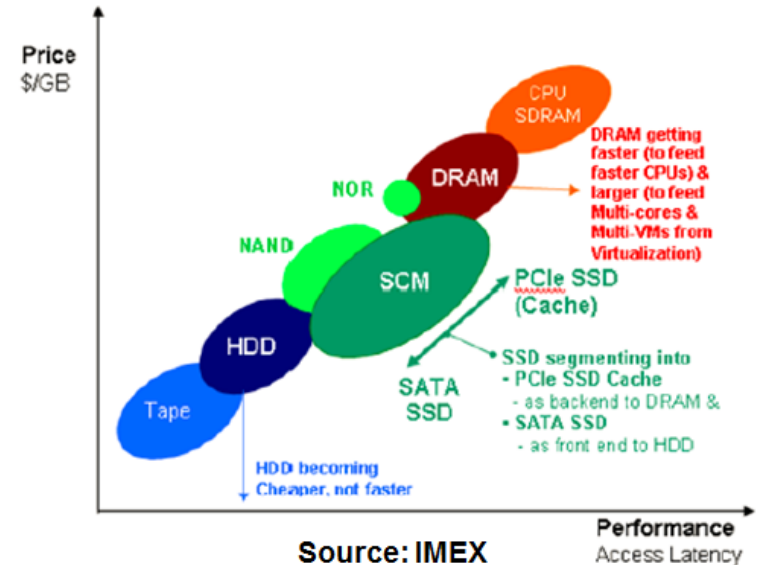 Price
$/GB
CPU
SDRAM
DRAM getting
faster (to feed
faster CPUs) &
larger (to feed
Multi-cores &
Multi-VMs from
Virtualization)
DRAM
NOR
NAND
SCM
PCIe SSD
(Cache)
HDD
SATA
SSD
SSD segmenting into
- PCIe SSD Cache
- as backend to DRAM &
- SATA SSD
- as front end to HDD
Tape
HDD becoming
Cheaper, not faster
Performance
Access Latency
Source: IMEX